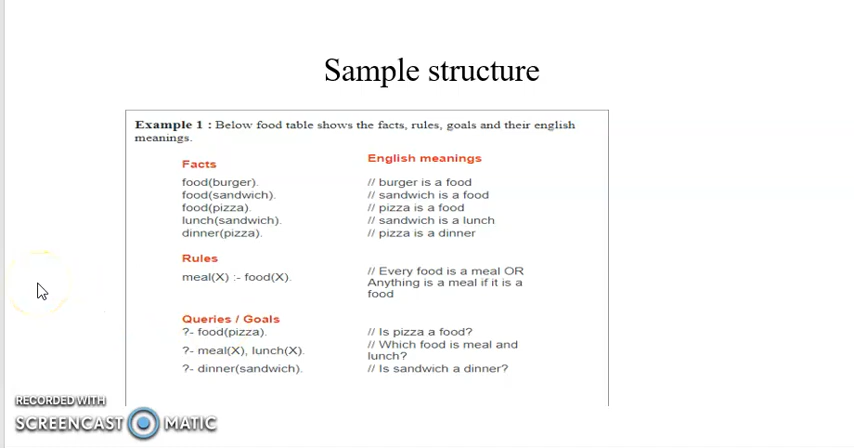 Sample structure
Example 1 : Below food table shows the facts, rules, goals and their english
meanings.
Facts
English meanings
food(burger).
// burger is a food
food(sandwich).
// sandwich is a food
food(pizza).
// pizza is a food
lunch(sandwich).
// sandwich is a lunch
dinner(pizza).
// pizza is a dinner
Rules
meal(X) :- food(X).
// Every food is a meal OR
Anything is a meal if it is a
food
Queries / Goals
?- food(pizza).
// Is pizza a food?
?- meal(X), lunch(X).
// Which food is meal and
lunch?
?- dinner(sandwich).
// Is sandwich a dinner?
RECORDED WITH
SCREENCAST MATIC